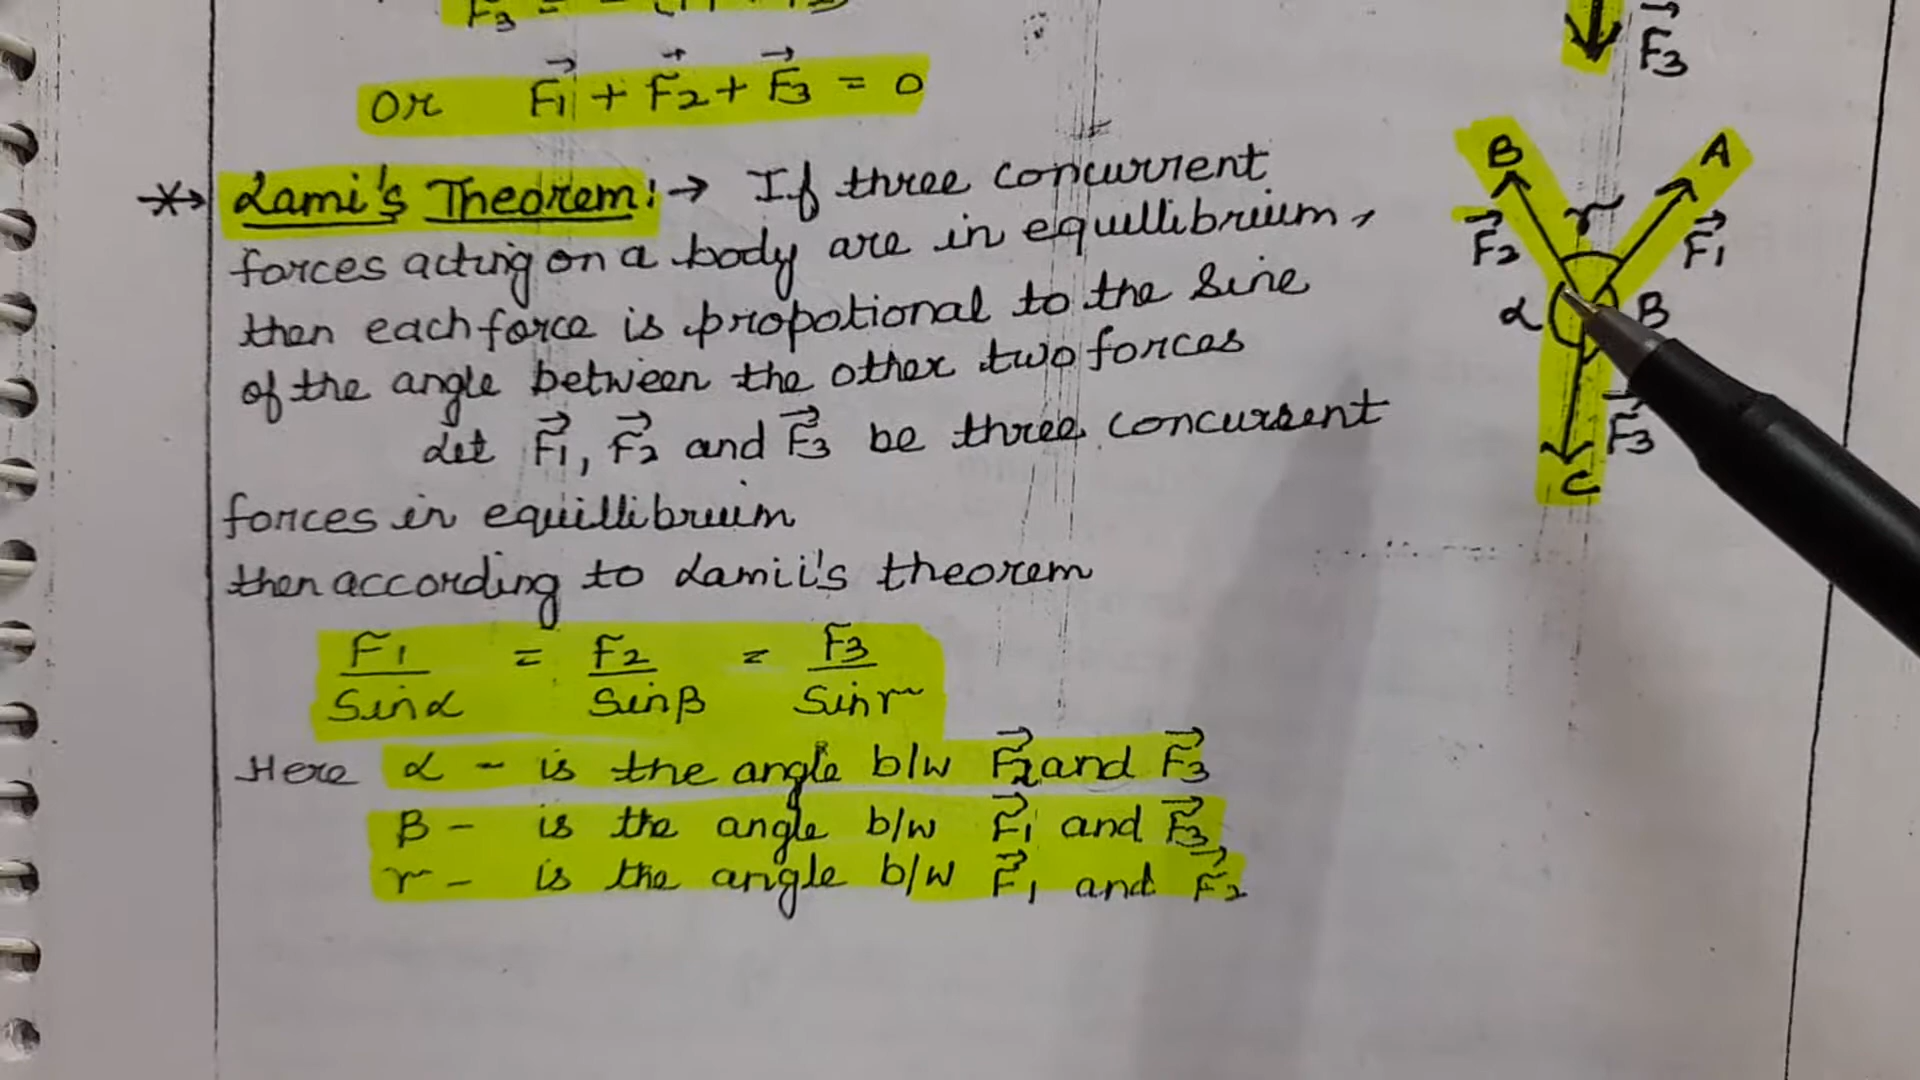 Or F1 + F2 + F3 = 0
Lami's Theorem :→ If three concurrent
forces acting on a body are in equillibrium,
then each force is propotional to the Sine
of the angle between the other two forces
Let F1, F2 and F3 be three concurrent
forces in equillibrium
then according to Lamii's theorem
F1 = F2 = F3
Sinα Sinβ Sinr
Here α - is the angle b/w F2 and F3
β - is the angle b/w F1 and F3
r - is the angle b/w F1 and F2
F3
B A
r
F2 F1
α B
F3
C